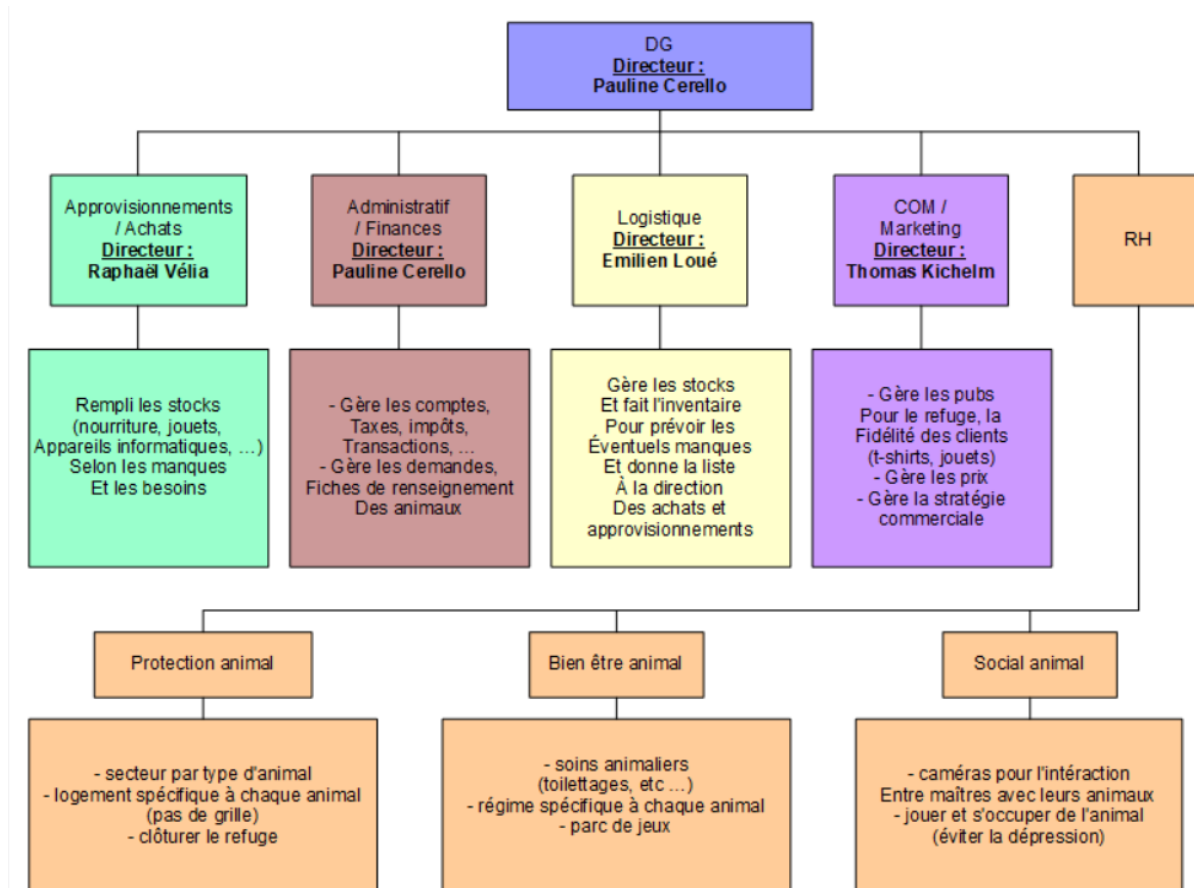 DG
Directeur :
Pauline Cerello
Approvisionnements
/ Achats
Directeur :
Raphaël Vélia
Administratif
/ Finances
Directeur :
Pauline Cerello
Logistique
Directeur :
Emilien Loué
COM /
Marketing
Directeur :
Thomas Kichelm
RH
Rempli les stocks
(nourriture, jouets,
Appareils informatiques, ...)
Selon les manques
Et les besoins
- Gère les comptes,
Taxes, impôts,
Transactions, ...
- Gère les demandes,
Fiches de renseignement
Des animaux
Gère les stocks
Et fait l'inventaire
Pour prévoir les
Éventuels manques
Et donne la liste
À la direction
Des achats et
approvisionnements
- Gère les pubs
Pour le refuge, la
Fidélité des clients
(t-shirts, jouets)
- Gère les prix
- Gère la stratégie
commerciale
Protection animal
Bien être animal
Social animal
- secteur par type d'animal
- logement spécifique à chaque animal
(pas de grille)
- clôturer le refuge
- soins animaliers
(toilettages, etc ...)
- régime spécifique à chaque animal
- parc de jeux
- caméras pour l'intéraction
Entre maîtres avec leurs animaux
- jouer et s'occuper de l'animal
(éviter la dépression)